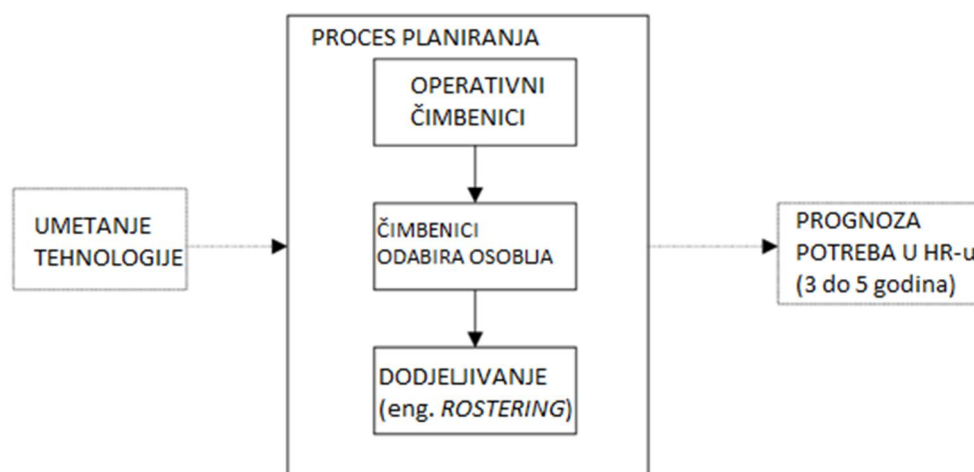 PROCES PLANIRANJA
OPERATIVNI
ČIMBENICI
UMETANJE
TEHNOLOGIJE
ČIMBENICI
ODABIRA OSOBLJA
PROGNOZA
POTREBA U HR-u
(3 do 5 godina)
DODJELJIVANJE
(eng. ROSTERING)